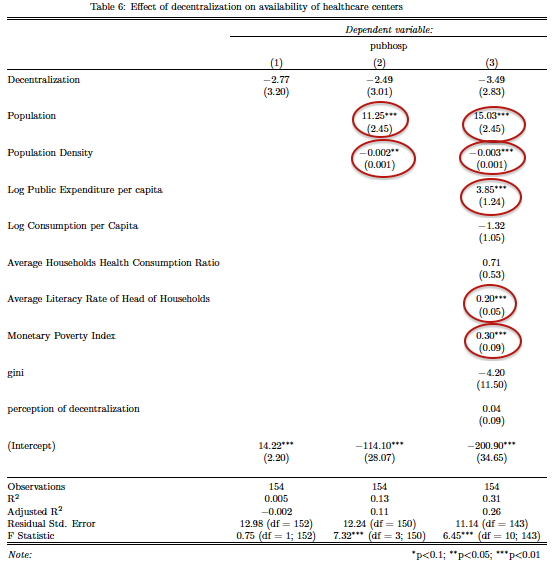 Table 6: Effect of decentralization on availability of healthcare centers
Dependent variable:
pubhosp
(1) (2) (3)
Decentralization −2.77 −2.49 −3.49
(3.20) (3.01) (2.83)
Population 11.25*** 15.03***
(2.45) (2.45)
Population Density −0.002** −0.003***
(0.001) (0.001)
Log Public Expenditure per capita 3.85***
(1.24)
Log Consumption per Capita −1.32
(1.05)
Average Households Health Consumption Ratio 0.71
(0.53)
Average Literacy Rate of Head of Households 0.20***
(0.05)
Monetary Poverty Index 0.30***
(0.09)
gini −4.20
(11.50)
perception of decentralization 0.04
(0.09)
(Intercept) 14.22*** −114.10*** −200.90***
(2.20) (28.07) (34.65)
Observations 154 154 154
R² 0.005 0.13 0.31
Adjusted R² −0.002 0.11 0.26
Residual Std. Error 12.98 (df = 152) 12.24 (df = 150) 11.14 (df = 143)
F Statistic 0.75 (df = 1; 152) 7.32*** (df = 3; 150) 6.45*** (df = 10; 143)
Note: *p<0.1; **p<0.05; ***p<0.01